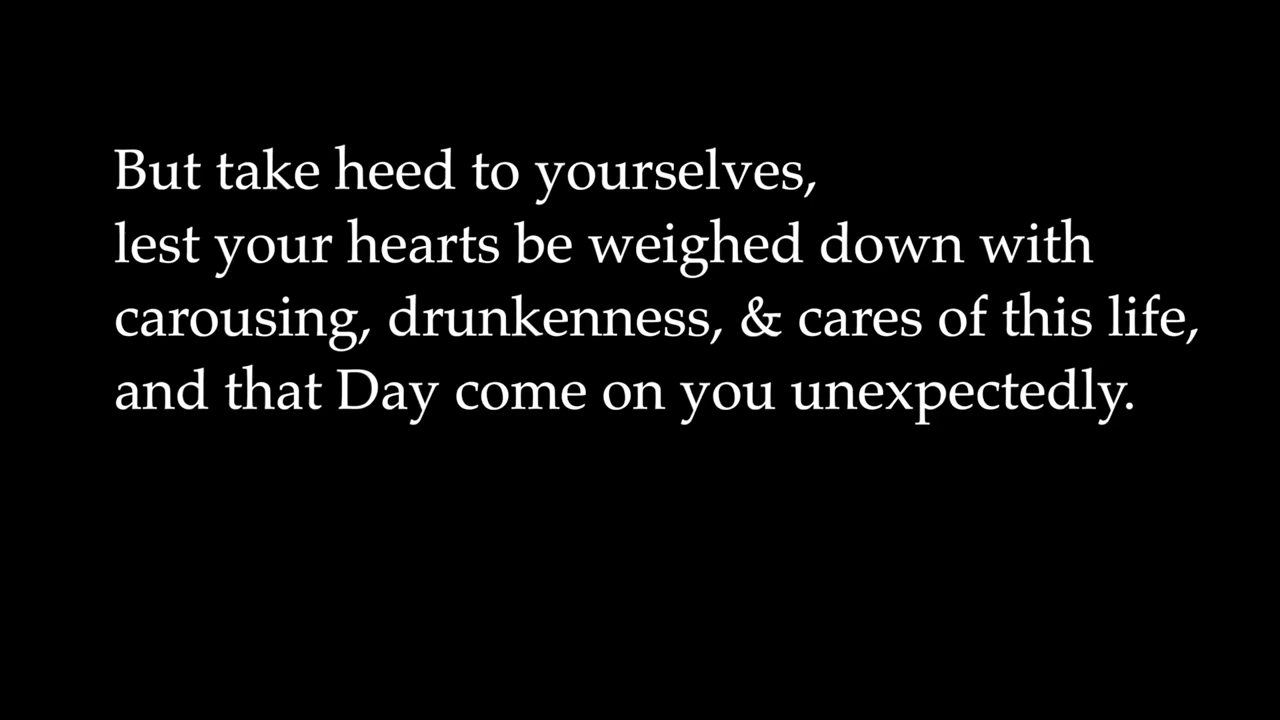 But take heed to yourselves,
lest your hearts be weighed down with
carousing, drunkenness, & cares of this life,
and that Day come on you unexpectedly.